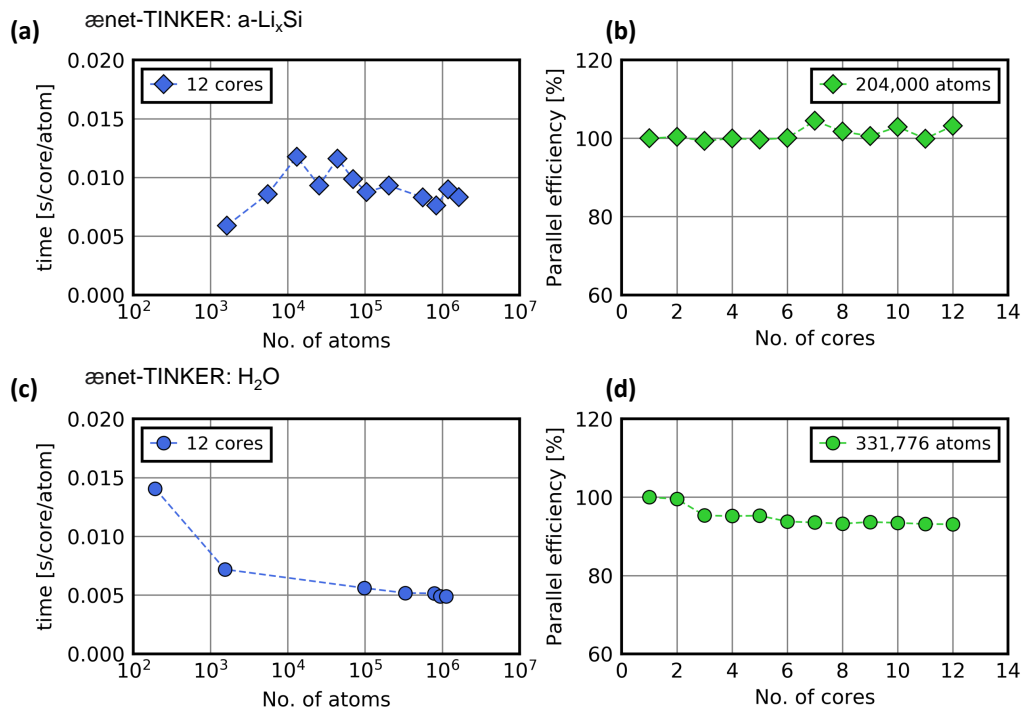 ænet-TINKER: a-LiₓSi
(a)
0.020
0.015
0.010
0.005
0.000
time [s/core/atom]
12 cores
10²
10³
10⁴
10⁵
10⁶
10⁷
No. of atoms
(b)
120
100
80
60
Parallel efficiency [%]
204,000 atoms
0
2
4
6
8
10
12
14
No. of cores
ænet-TINKER: H₂O
(c)
0.020
0.015
0.010
0.005
0.000
time [s/core/atom]
12 cores
10²
10³
10⁴
10⁵
10⁶
10⁷
No. of atoms
(d)
120
100
80
60
Parallel efficiency [%]
331,776 atoms
0
2
4
6
8
10
12
14
No. of cores